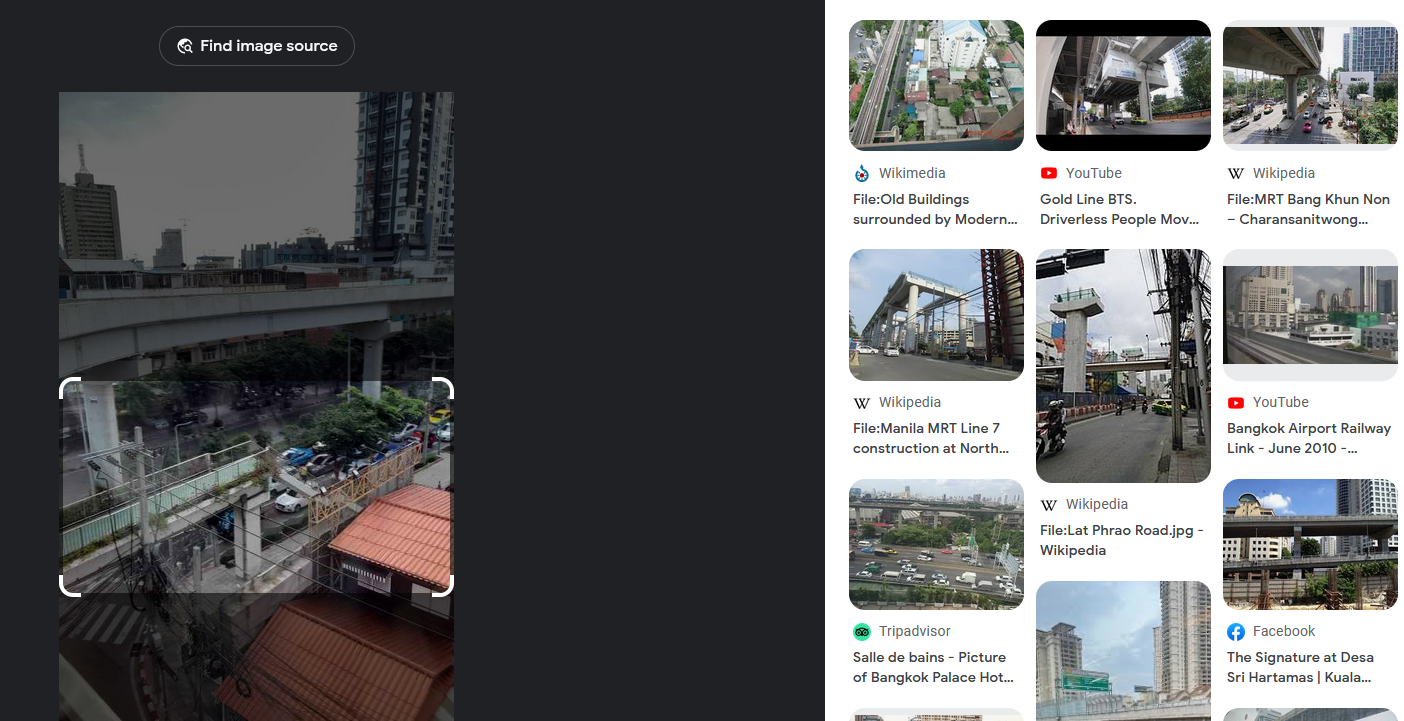 Find image source
Wikimedia
File:Old Buildings
surrounded by Modern...
YouTube
Gold Line BTS.
Driverless People Mov...
Wikipedia
File:MRT Bang Khun Non
– Charansanitwong...
Wikipedia
File:Manila MRT Line 7
construction at North...
Wikipedia
File:Lat Phrao Road.jpg -
Wikipedia
YouTube
Bangkok Airport Railway
Link - June 2010 -...
Tripadvisor
Salle de bains - Picture
of Bangkok Palace Hot...
Facebook
The Signature at Desa
Sri Hartamas | Kuala...